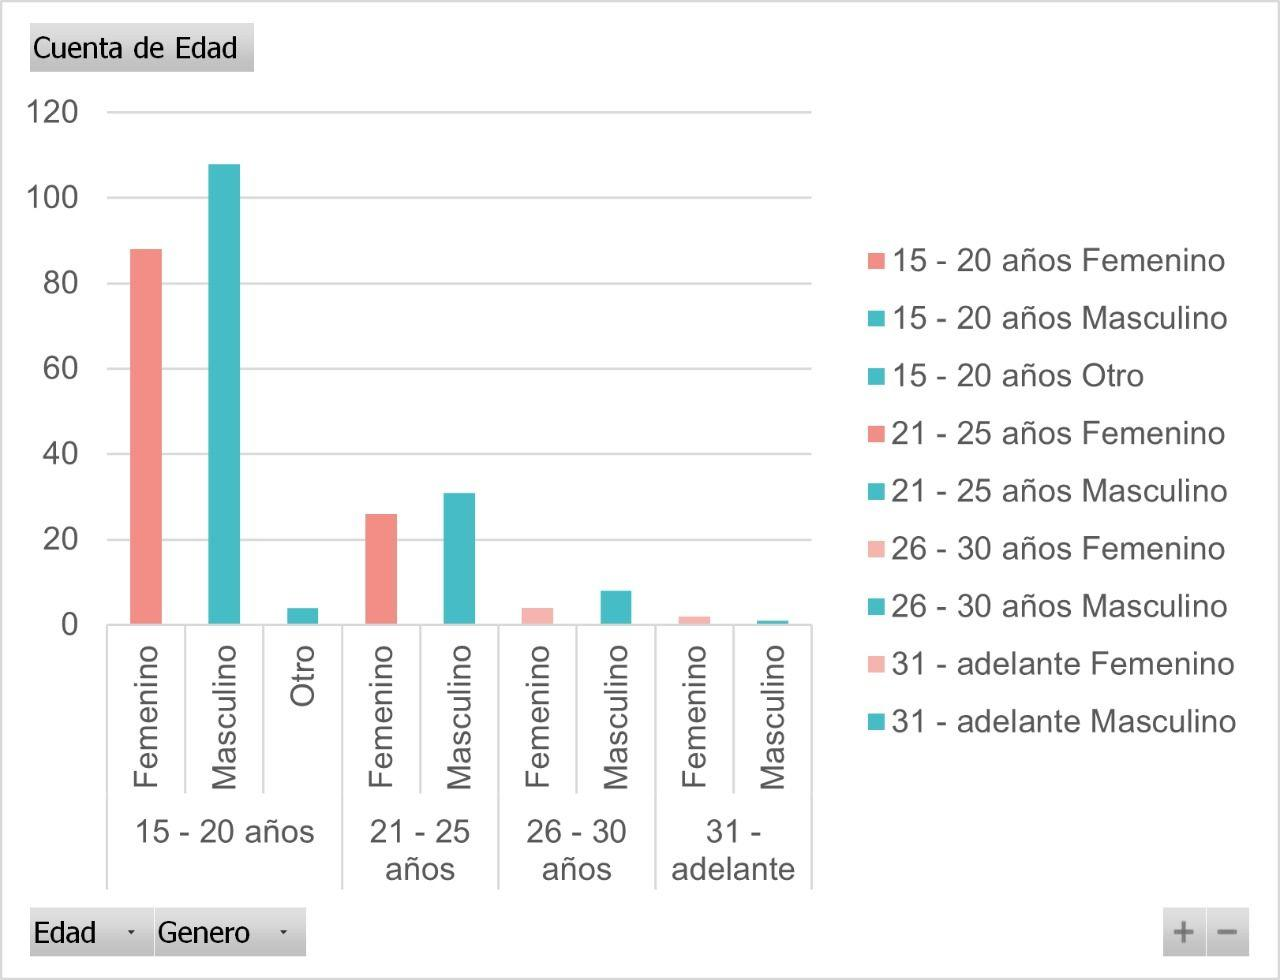 Cuenta de Edad
120
100
80
60
40
20
0
Femenino
Masculino
Otro
Femenino
Masculino
Femenino
Masculino
Femenino
Masculino
15 - 20 años
21 - 25
años
26 - 30
años
31 -
adelante
15 - 20 años Femenino
15 - 20 años Masculino
15 - 20 años Otro
21 - 25 años Femenino
21 - 25 años Masculino
26 - 30 años Femenino
26 - 30 años Masculino
31 - adelante Femenino
31 - adelante Masculino
Edad
Genero
+ −